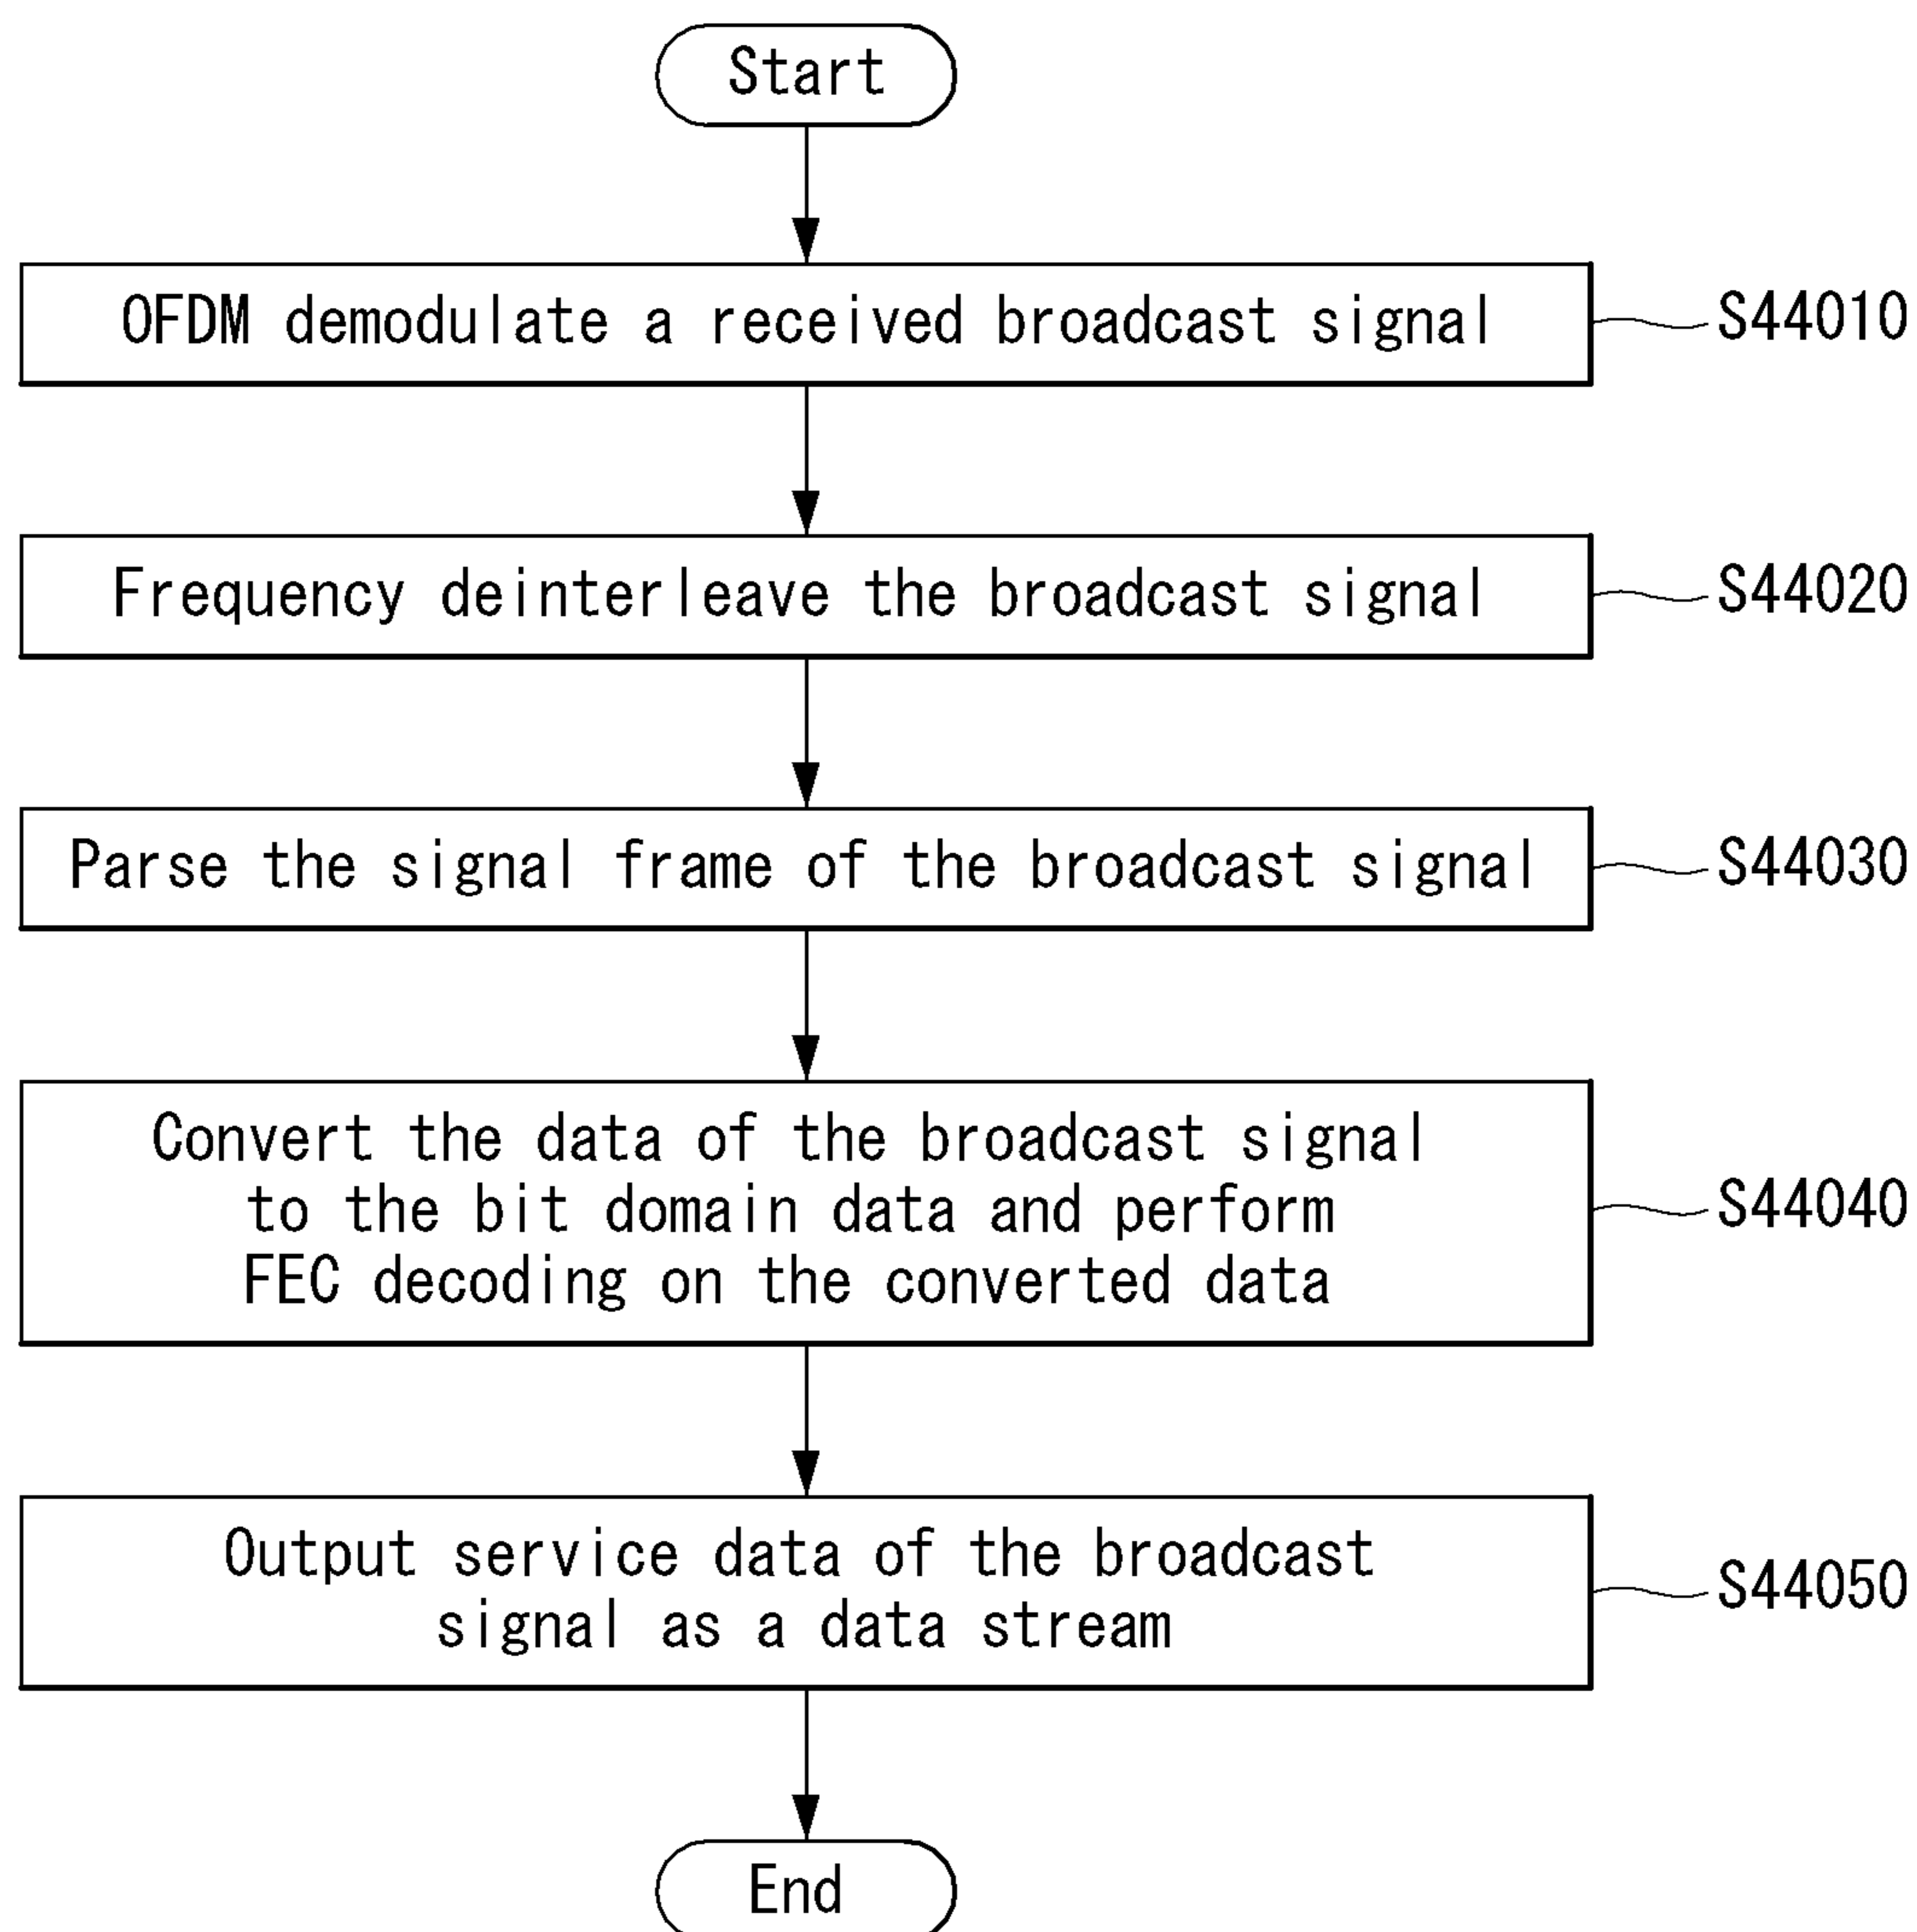 Start
OFDM demodulate a received broadcast signal
S44010
Frequency deinterleave the broadcast signal
S44020
Parse the signal frame of the broadcast signal
S44030
Convert the data of the broadcast signal
to the bit domain data and perform
FEC decoding on the converted data
S44040
Output service data of the broadcast
signal as a data stream
S44050
End